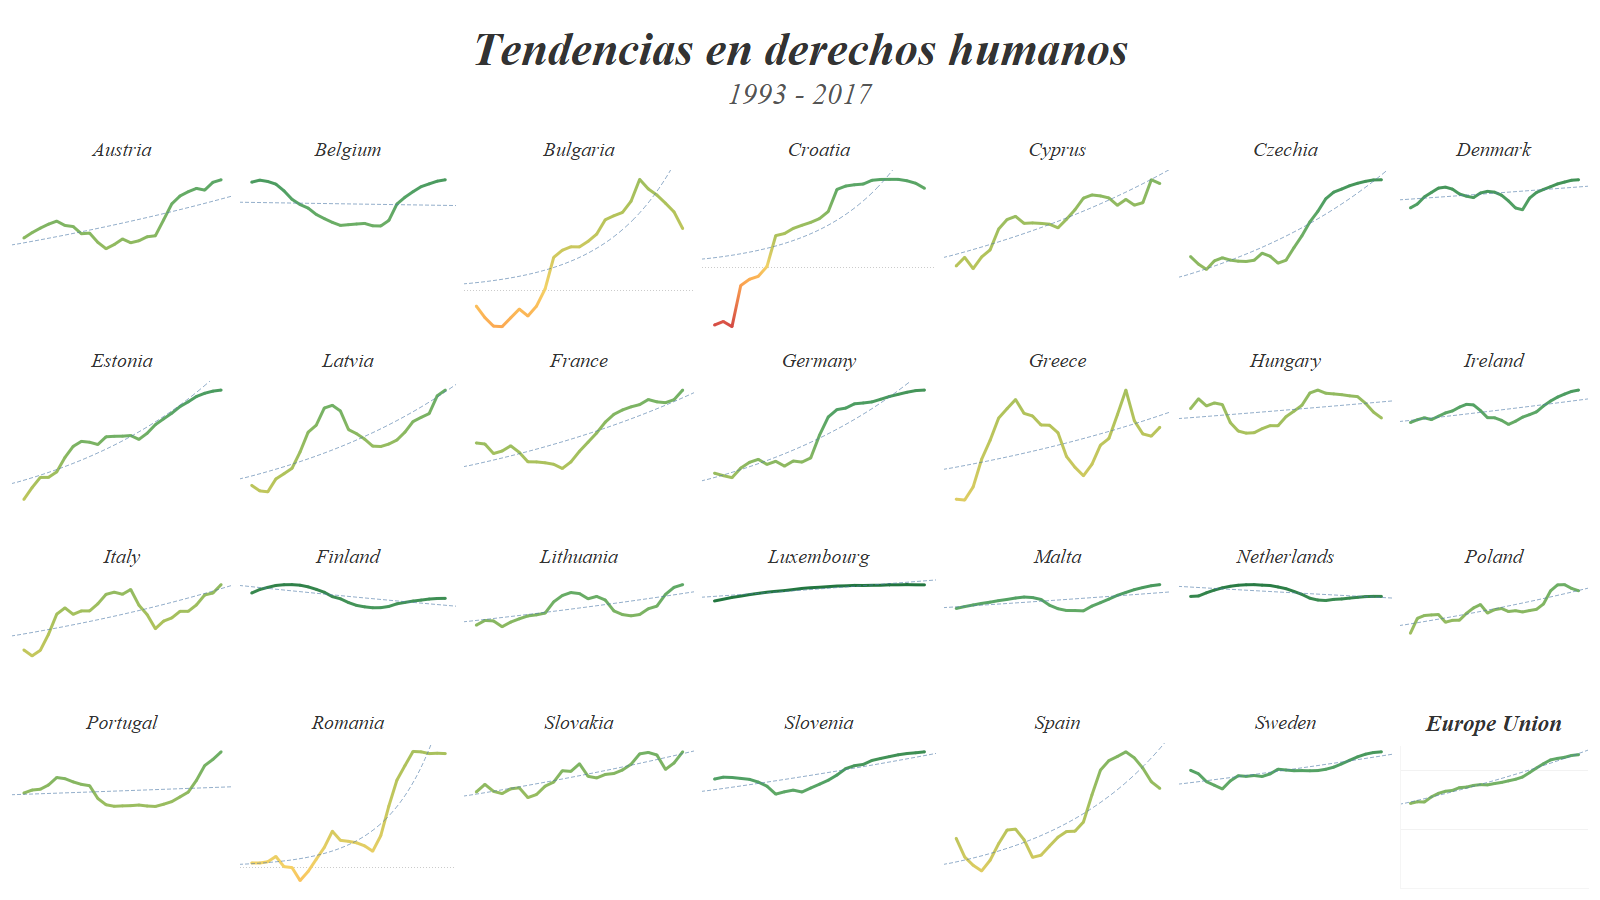 Tendencias en derechos humanos
1993 - 2017
Austria
Belgium
Bulgaria
Croatia
Cyprus
Czechia
Denmark
Estonia
Latvia
France
Germany
Greece
Hungary
Ireland
Italy
Finland
Lithuania
Luxembourg
Malta
Netherlands
Poland
Portugal
Romania
Slovakia
Slovenia
Spain
Sweden
Europe Union